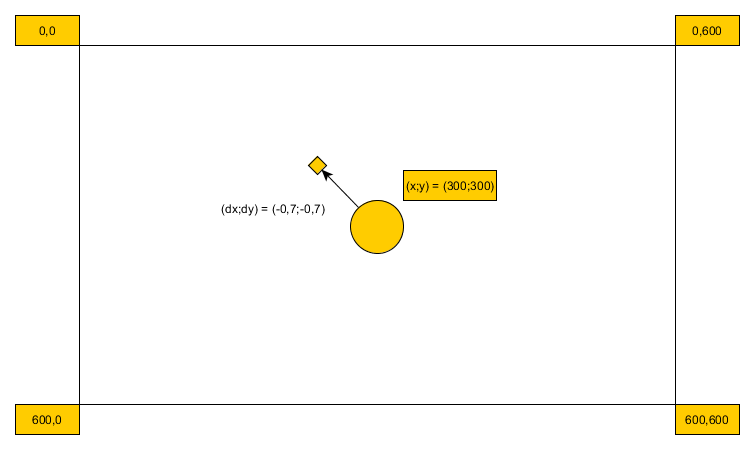 0,0
0,600
(x;y) = (300;300)
(dx;dy) = (-0,7;-0,7)
600,0
600,600